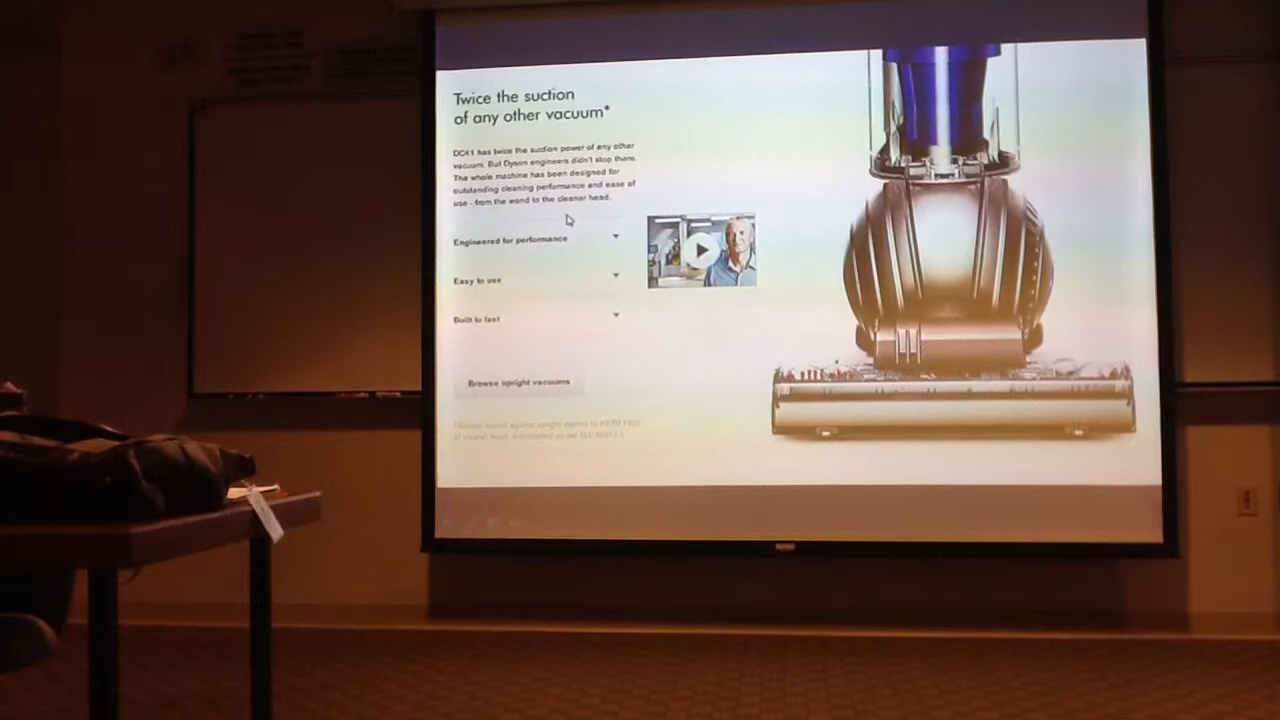 Twice the suction
of any other vacuum*
DC41 has twice the suction power of any other
vacuum. But Dyson engineers didn't stop there.
The whole machine has been designed for
outstanding cleaning performance and ease of
use - from the wand to the cleaner head.
Engineered for performance
Easy to use
Built to last
Browse upright vacuums